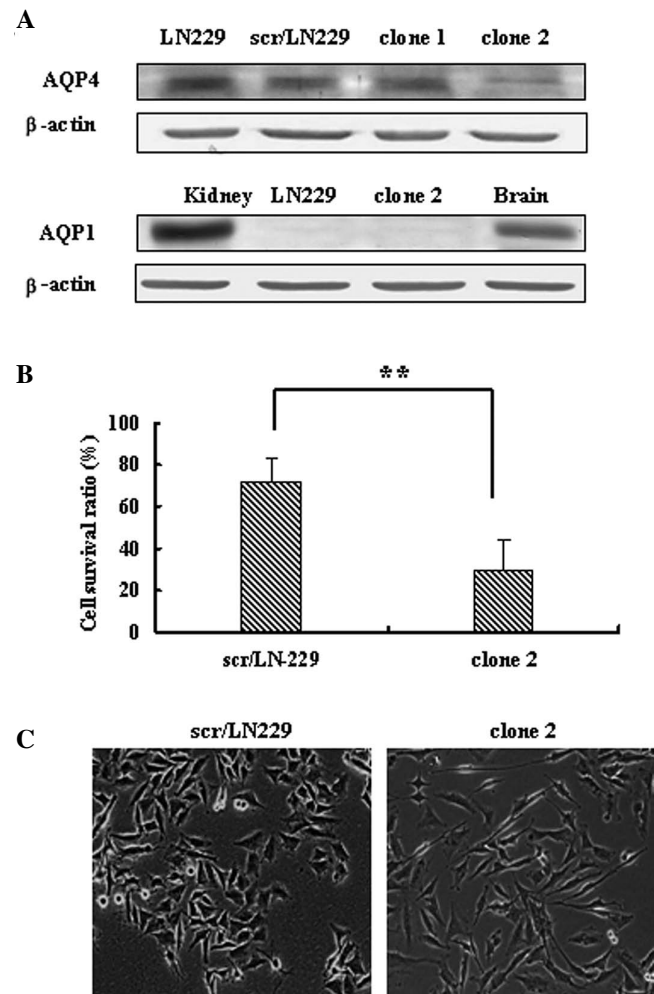 A
LN229 scr/LN229 clone 1 clone 2
AQP4
β-actin
Kidney LN229 clone 2 Brain
AQP1
β-actin
B
**
Cell survival ratio (%)
100
80
60
40
20
0
scr/LN-229 clone 2
C
scr/LN229 clone 2